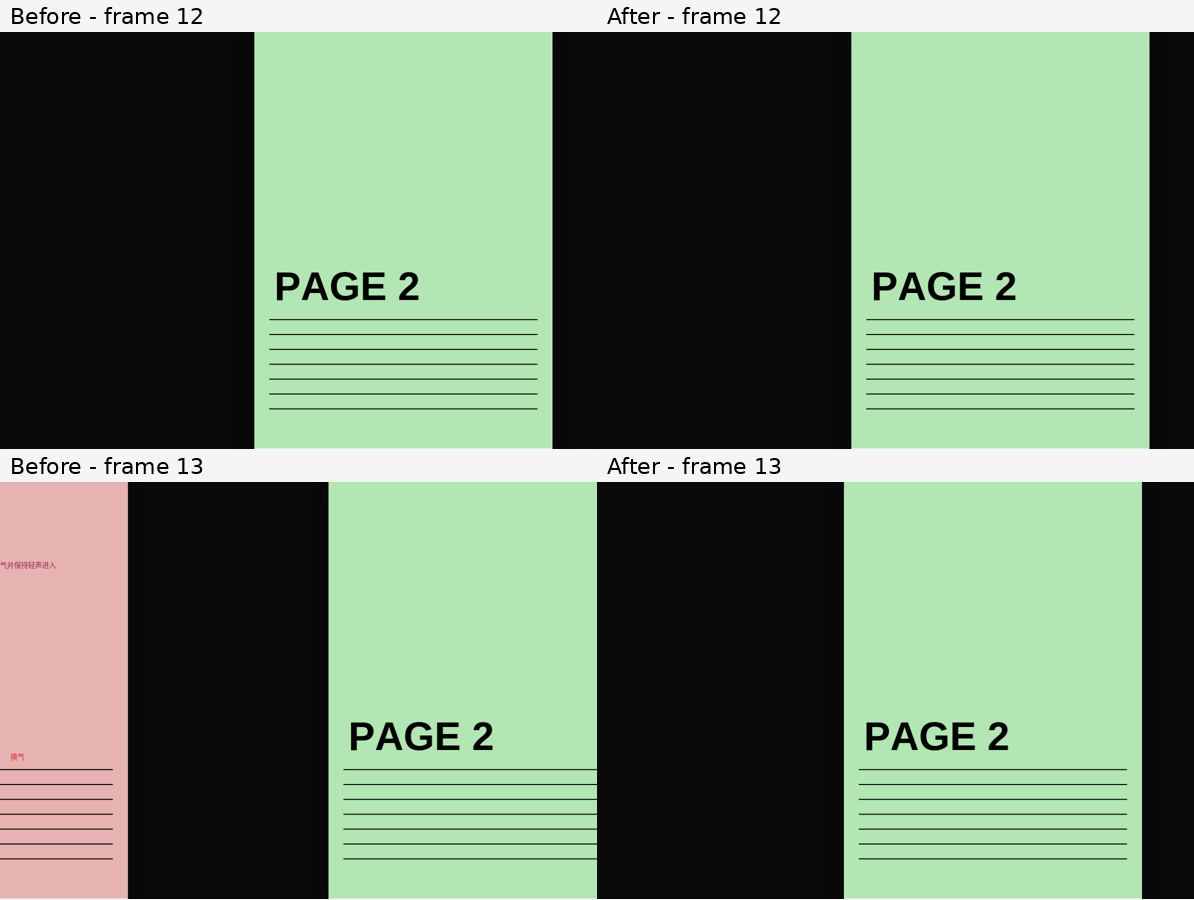 Before - frame 12
After - frame 12
PAGE 2
PAGE 2
Before - frame 13
After - frame 13
气并保持轻声进入
PAGE 2
PAGE 2
换气